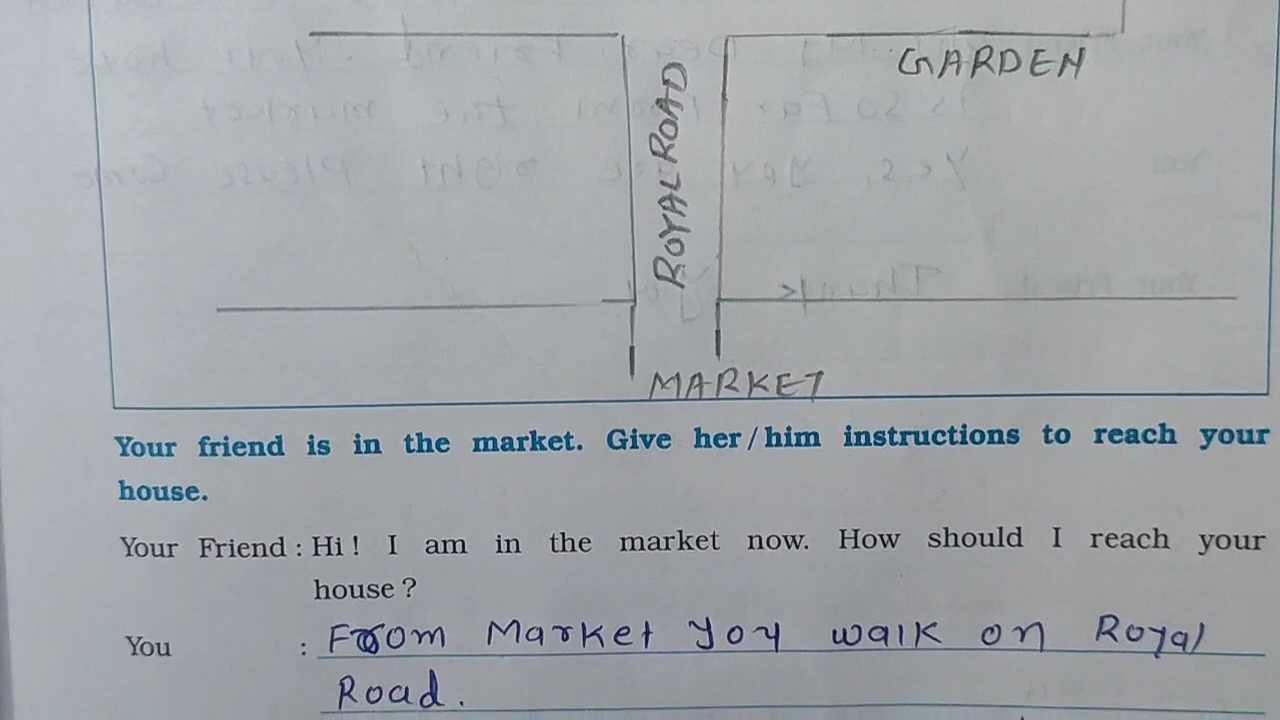 GARDEN
ROYAL ROAD
MARKET
Your friend is in the market. Give her/him instructions to reach your
house.
Your Friend : Hi! I am in the market now. How should I reach your
house?
You : From Market you walk on Royal
Road.